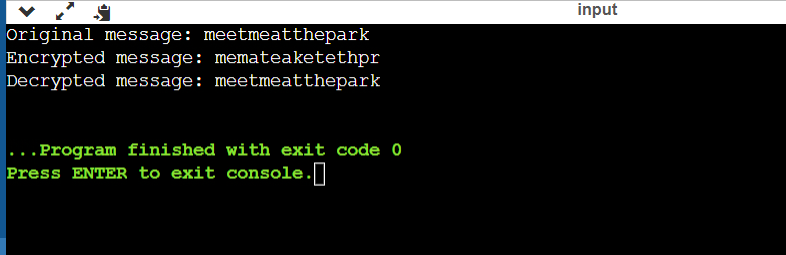 input
Original message: meetmeatthepark
Encrypted message: memateaketethpr
Decrypted message: meetmeatthepark
...Program finished with exit code 0
Press ENTER to exit console.